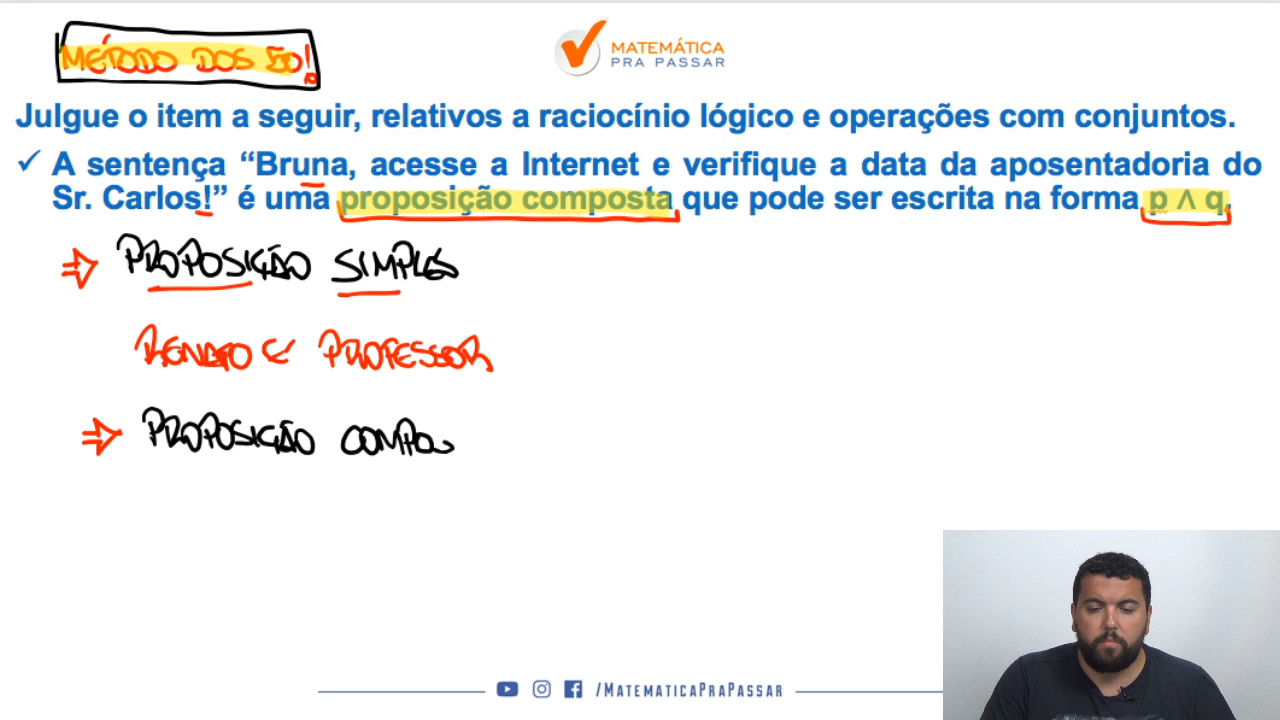 MÉTODO DOS 50!
MATEMÁTICA
PRA PASSAR
Julgue o item a seguir, relativos a raciocínio lógico e operações com conjuntos.
✓ A sentença “Bruna, acesse a Internet e verifique a data da aposentadoria do
Sr. Carlos!” é uma proposição composta que pode ser escrita na forma p ∧ q.
⇒ PROPOSIÇÃO SIMPLES
RENATO É PROFESSOR
⇒ PROPOSIÇÃO COMPOS
/MATEMATICAPRAPASSAR